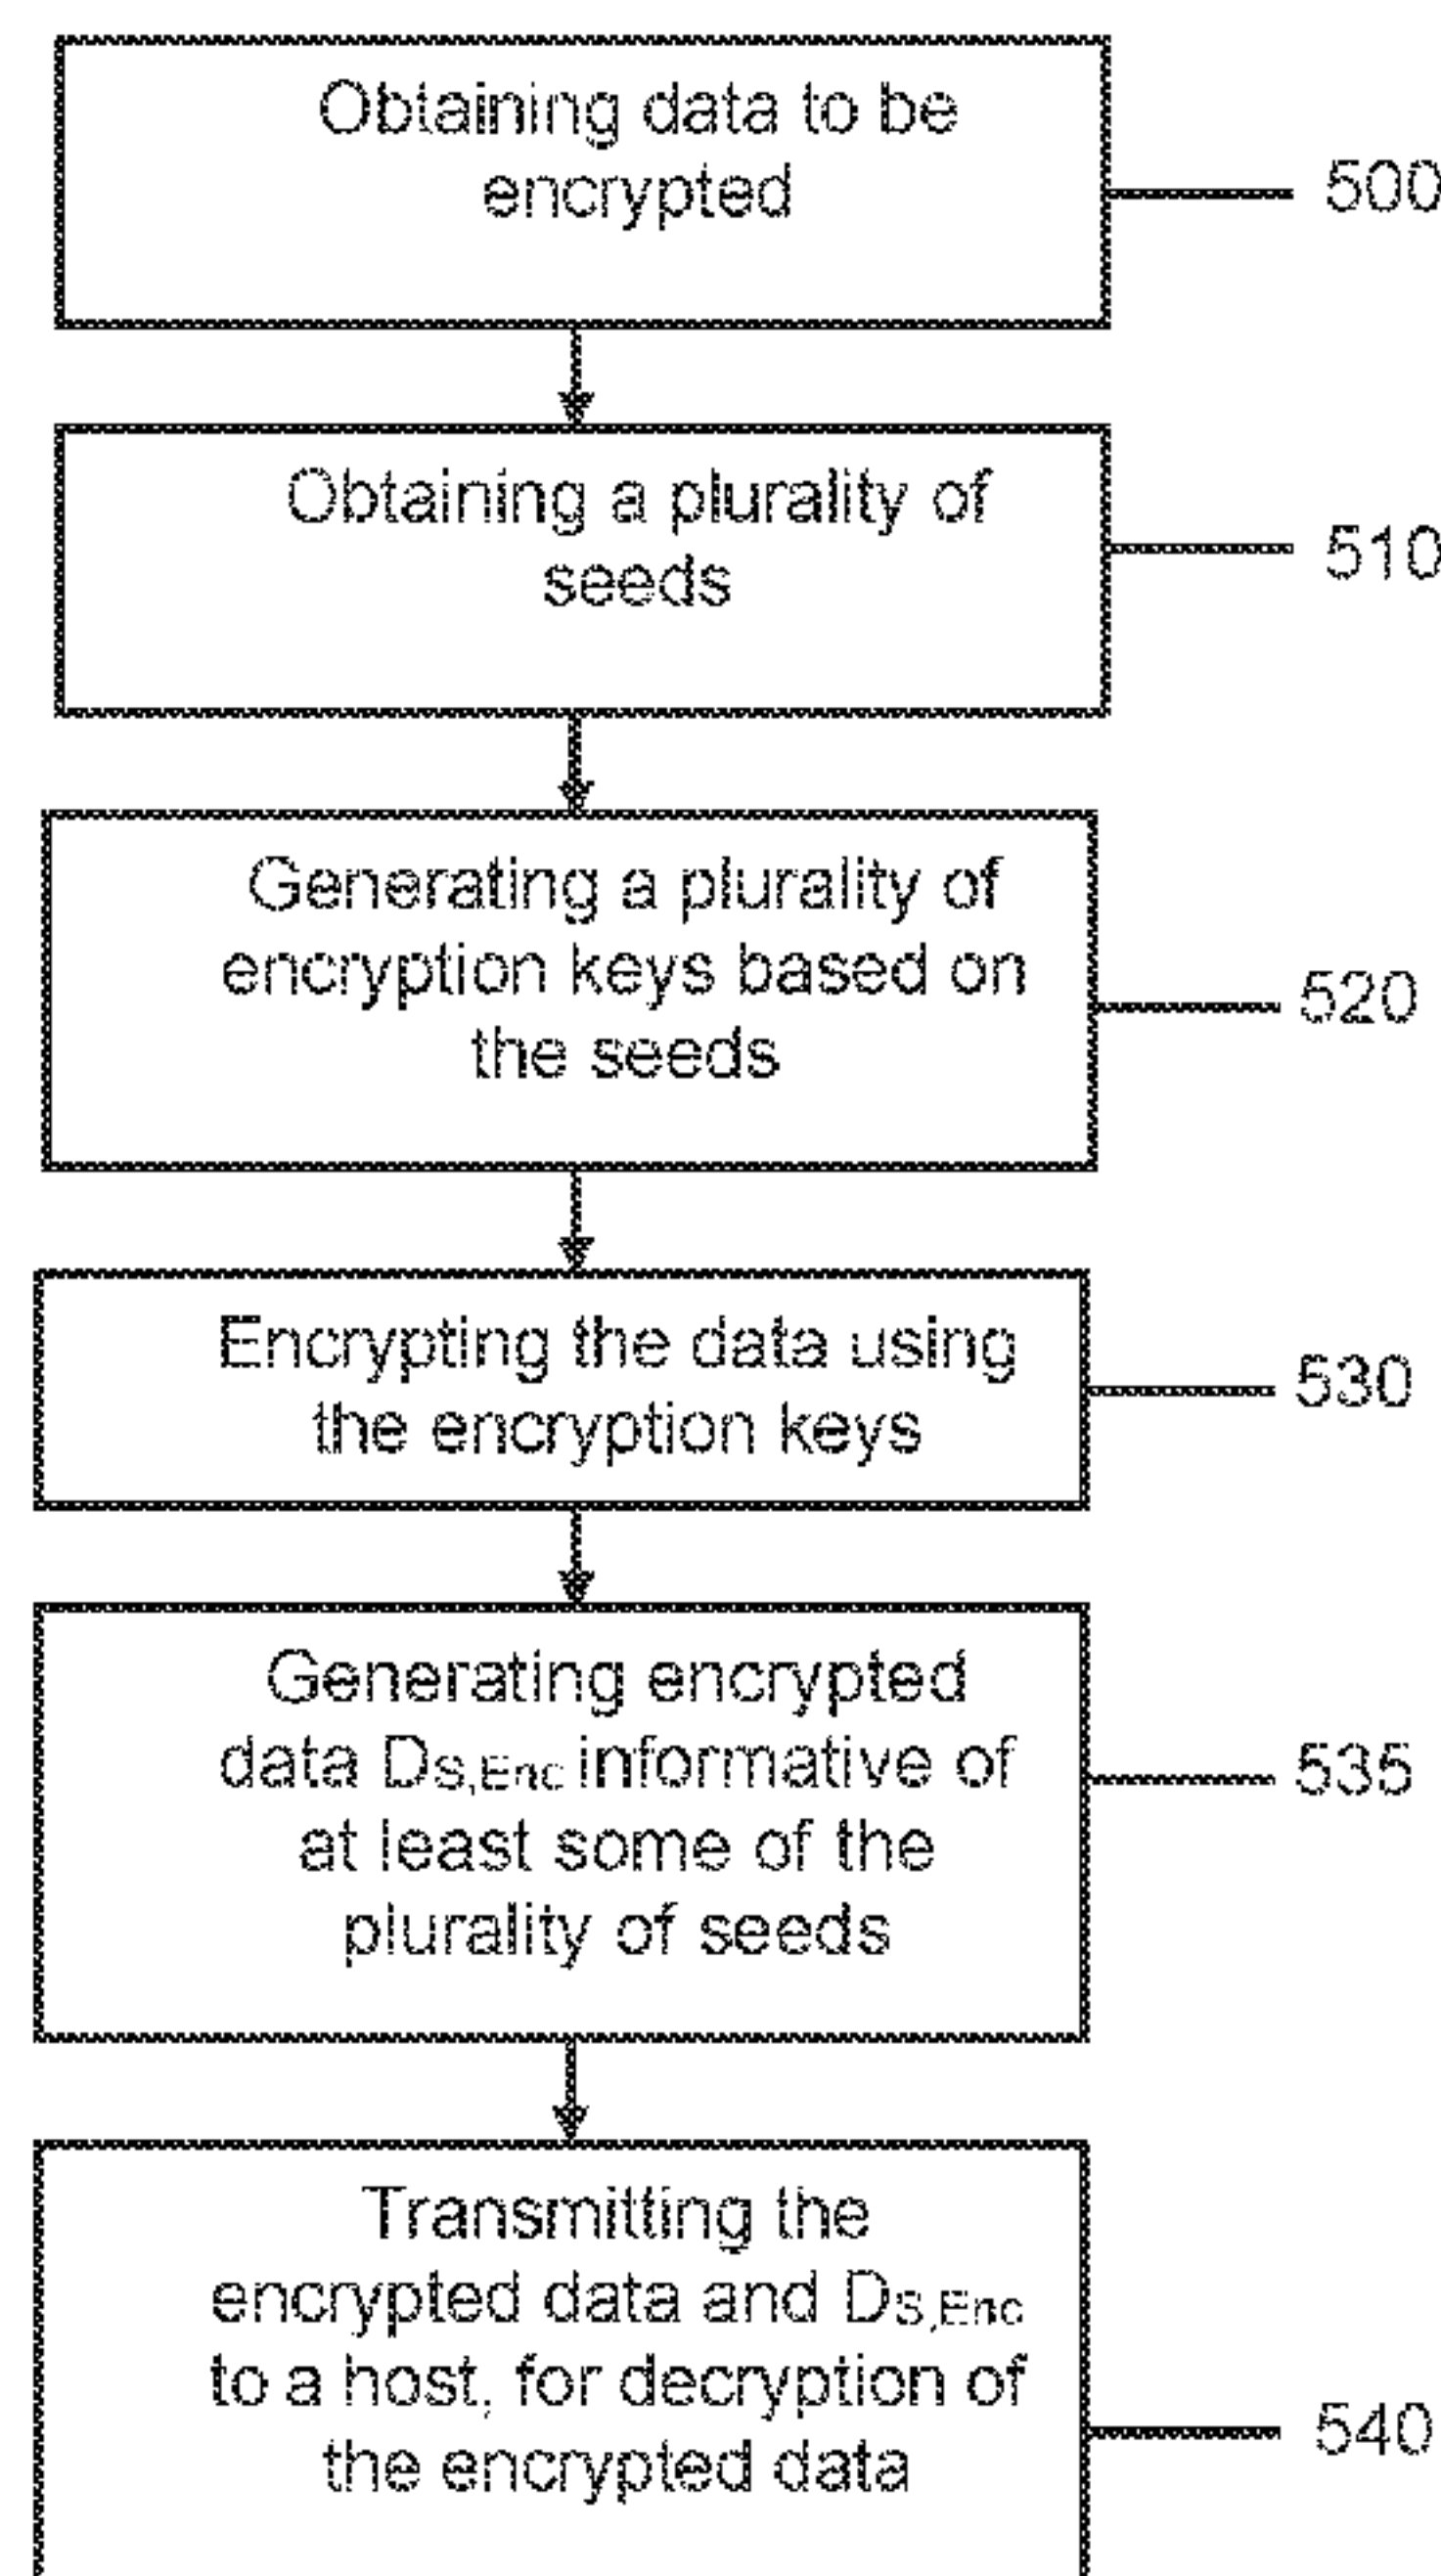 Obtaining data to be
encrypted
500
Obtaining a plurality of
seeds
510
Generating a plurality of
encryption keys based on
the seeds
520
Encrypting the data using
the encryption keys
530
Generating encrypted
data Ds,Enc informative of
at least some of the
plurality of seeds
535
Transmitting the
encrypted data and Ds,Enc
to a host, for decryption of
the encrypted data
540